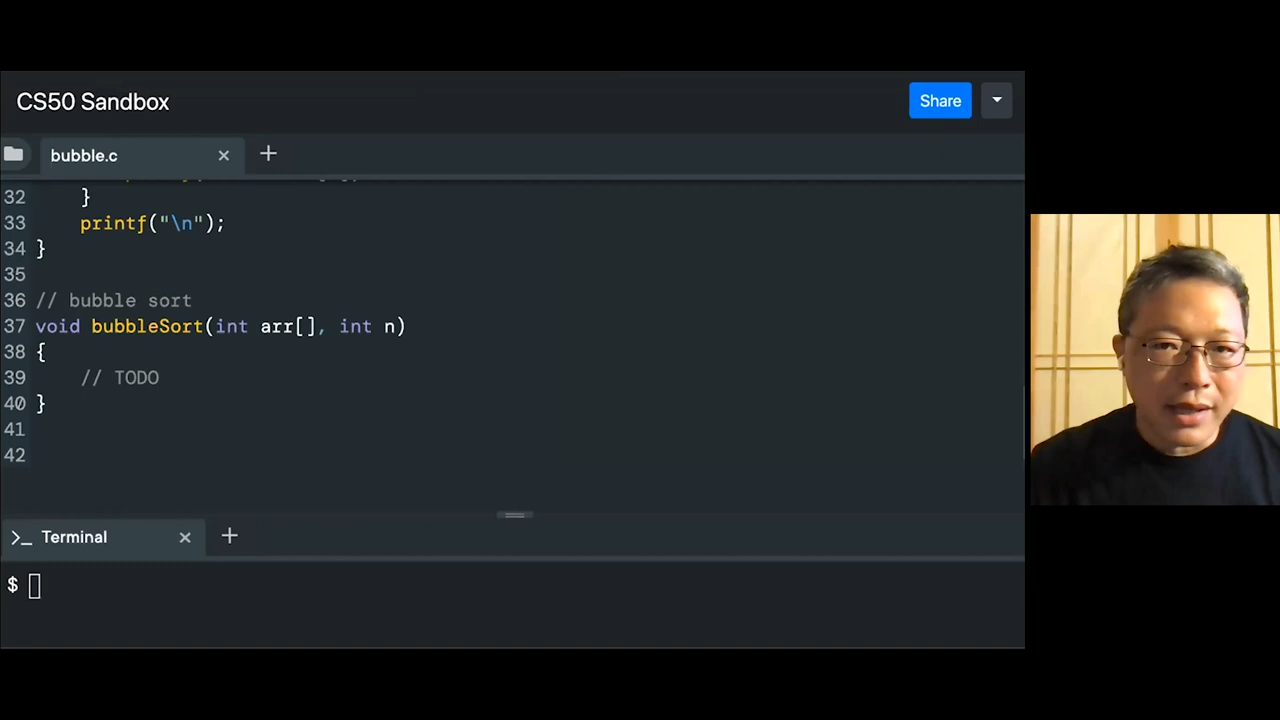 CS50 Sandbox
Share
bubble.c
32 }
33 printf("\n");
34 }
35
36 // bubble sort
37 void bubbleSort(int arr[], int n)
38 {
39 // TODO
40 }
41
42
>_ Terminal
$